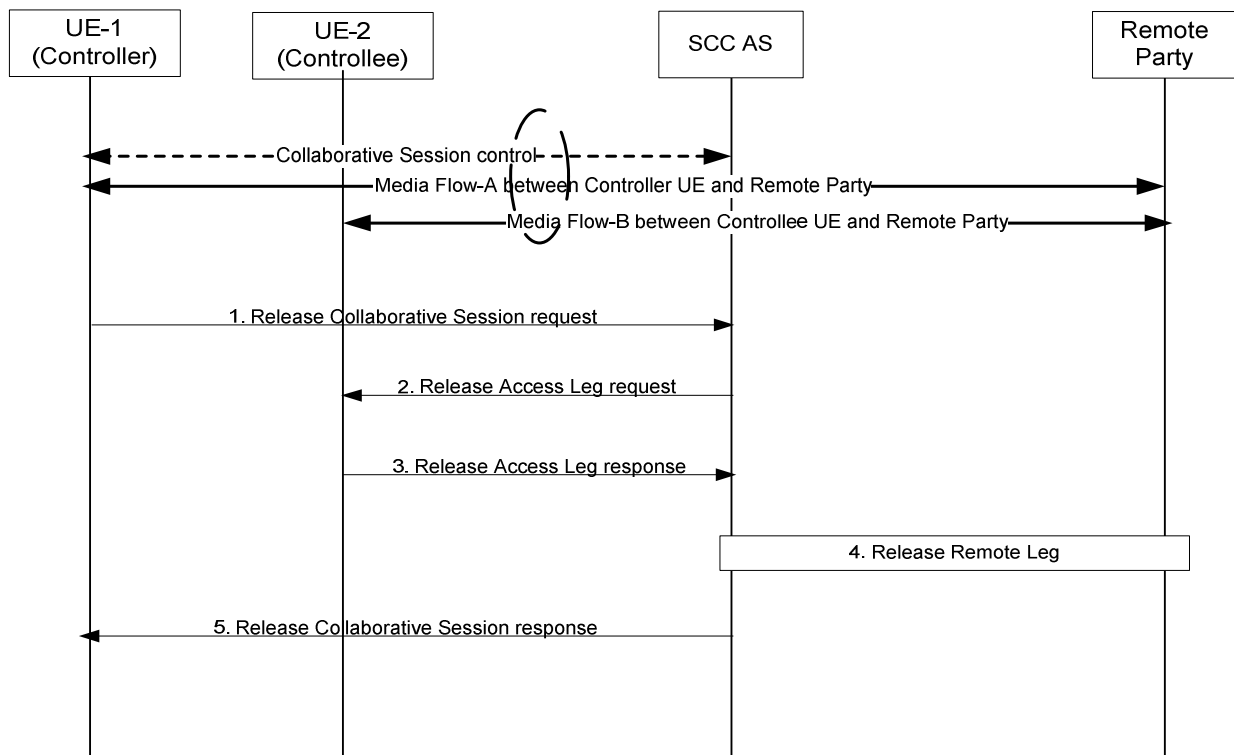 UE-1
(Controller)
UE-2
(Controllee)
SCC AS
Remote
Party
Collaborative Session control
Media Flow-A between Controller UE and Remote Party
Media Flow-B between Controllee UE and Remote Party
1. Release Collaborative Session request
2. Release Access Leg request
3. Release Access Leg response
4. Release Remote Leg
5. Release Collaborative Session response